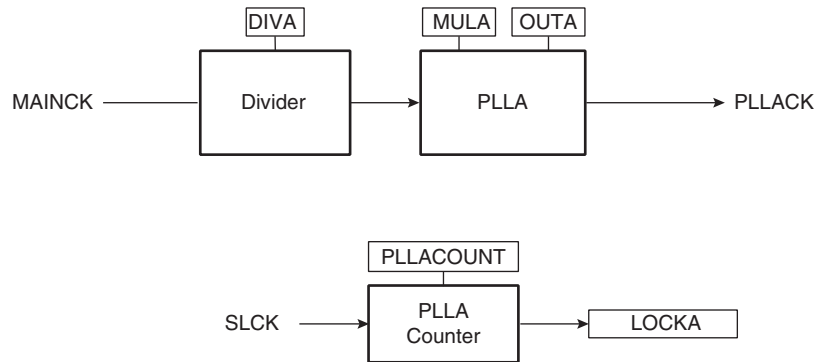 DIVA
MULA
OUTA
MAINCK
Divider
PLLA
PLLACK
PLLACOUNT
SLCK
PLLA
Counter
LOCKA